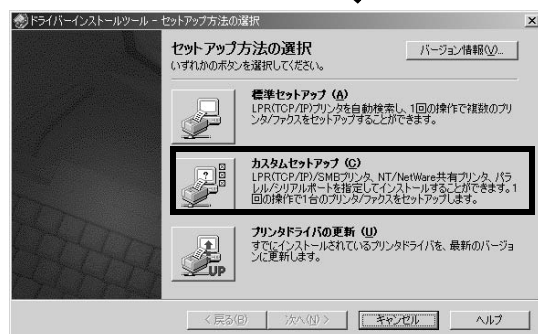 ドライバーインストールツール - セットアップ方法の選択
セットアップ方法の選択
バージョン情報(V)...
いずれかのボタンを選択してください。
標準セットアップ (A)
LPR(TCP/IP)プリンタを自動検索し、1回の操作で複数のプリ
ンタ/ファクスをセットアップすることができます。
カスタムセットアップ (C)
LPR(TCP/IP)/SMBプリンタ、NT/NetWare共有プリンタ、パラ
レル/シリアルポートを指定してインストールすることができます。1
回の操作で1台のプリンタ/ファクスをセットアップします。
プリンタドライバの更新 (U)
すでにインストールされているプリンタドライバを、最新のバージョ
ンに更新します。
UP
< 戻る(B)
次へ(N) >
キャンセル
ヘルプ